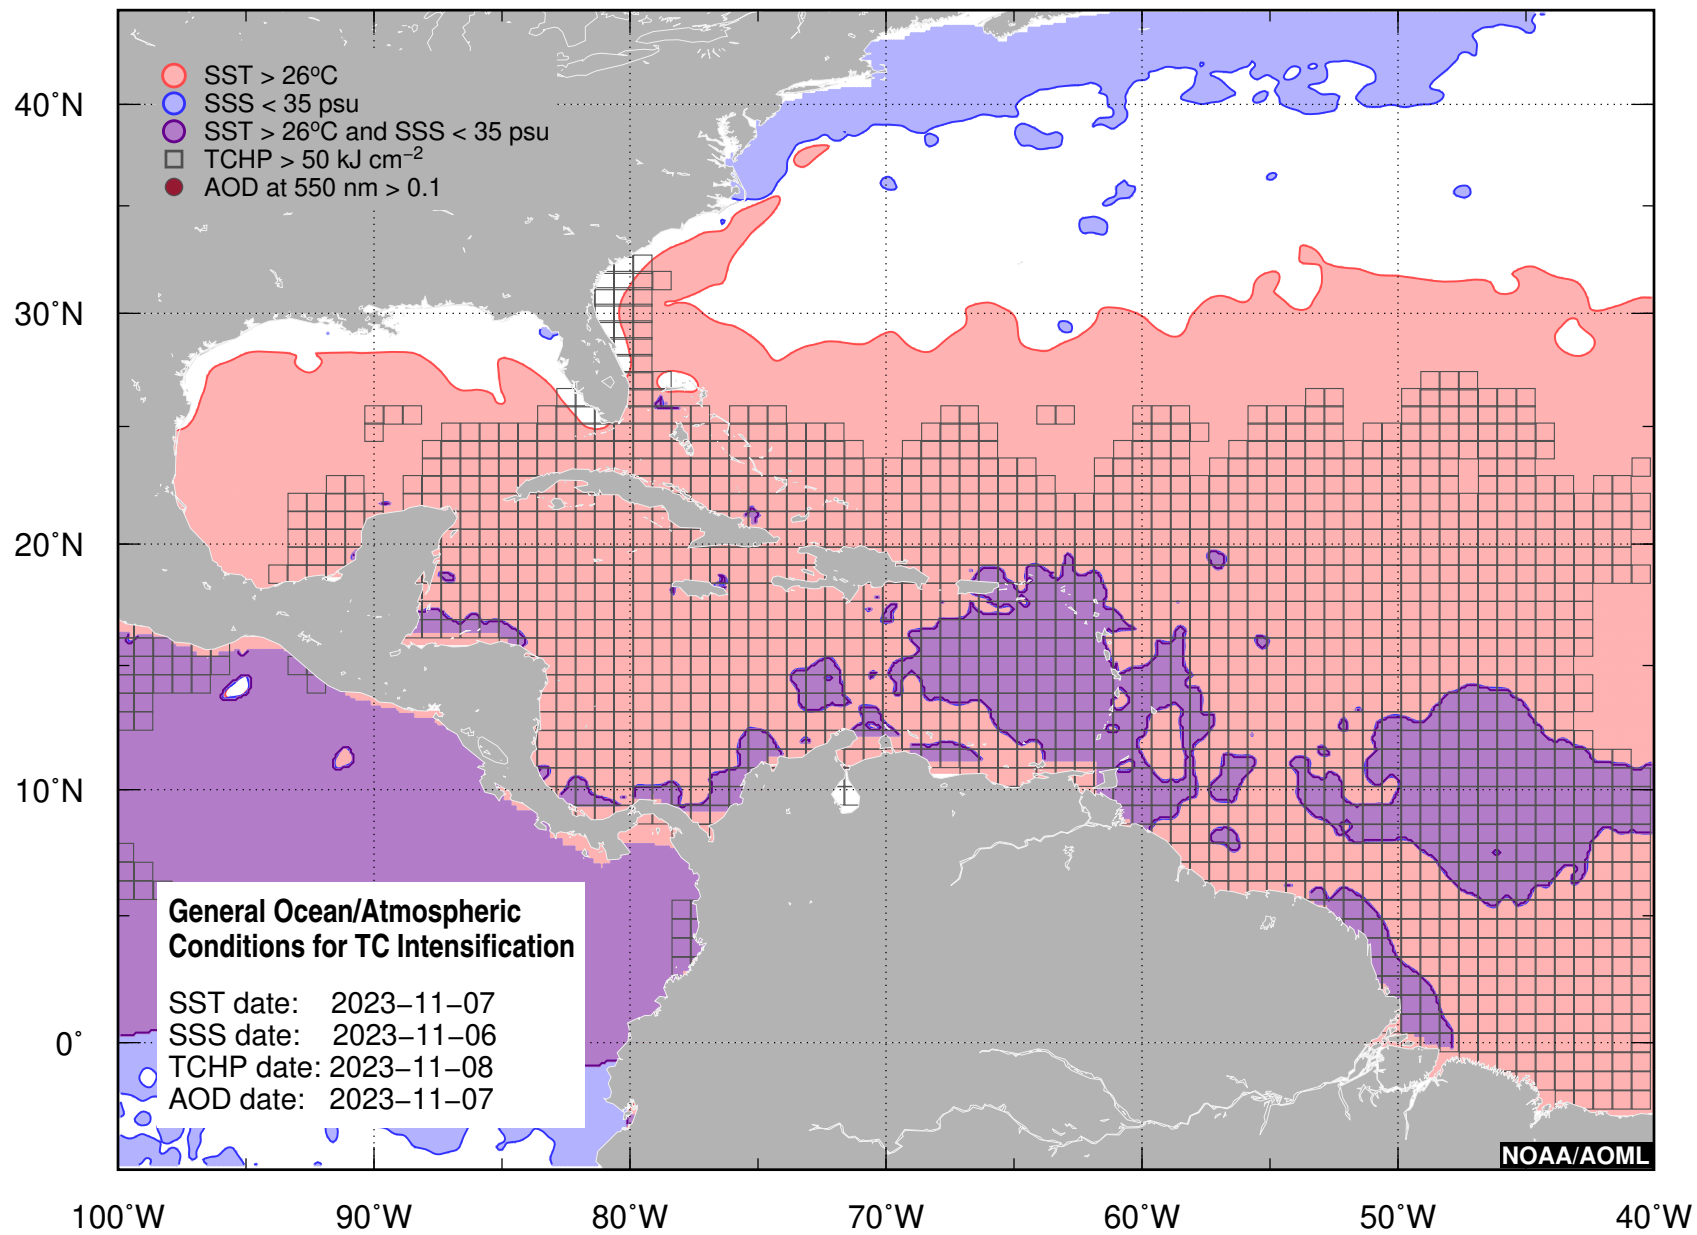 SST > 26ºC
SSS < 35 psu
SST > 26ºC and SSS < 35 psu
TCHP > 50 kJ cm⁻²
AOD at 550 nm > 0.1
40˚N
30˚N
20˚N
10˚N
0˚
General Ocean/Atmospheric
Conditions for TC Intensification
SST date: 2023−11−07
SSS date: 2023−11−06
TCHP date: 2023−11−08
AOD date: 2023−11−07
NOAA/AOML
100˚W 90˚W 80˚W 70˚W 60˚W 50˚W 40˚W